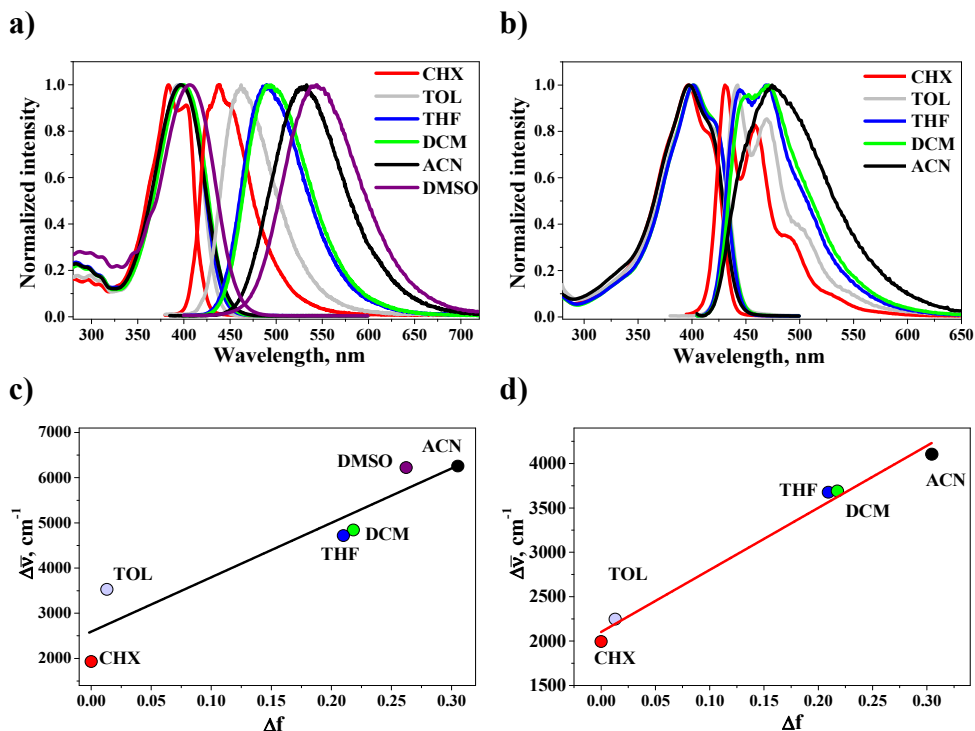 a)
1.0
0.8
0.6
0.4
0.2
0.0
Normalized intensity
300 350 400 450 500 550 600 650 700
Wavelength, nm
CHX
TOL
THF
DCM
ACN
DMSO
b)
1.0
0.8
0.6
0.4
0.2
0.0
Normalized intensity
300 350 400 450 500 550 600 650
Wavelength, nm
CHX
TOL
THF
DCM
ACN
c)
7000
6000
5000
4000
3000
2000
Δν̅, cm⁻¹
0.00 0.05 0.10 0.15 0.20 0.25 0.30
Δf
ACN
DMSO
DCM
THF
TOL
CHX
d)
4000
3500
3000
2500
2000
1500
Δν̅, cm⁻¹
0.00 0.05 0.10 0.15 0.20 0.25 0.30
Δf
THF
ACN
DCM
TOL
CHX